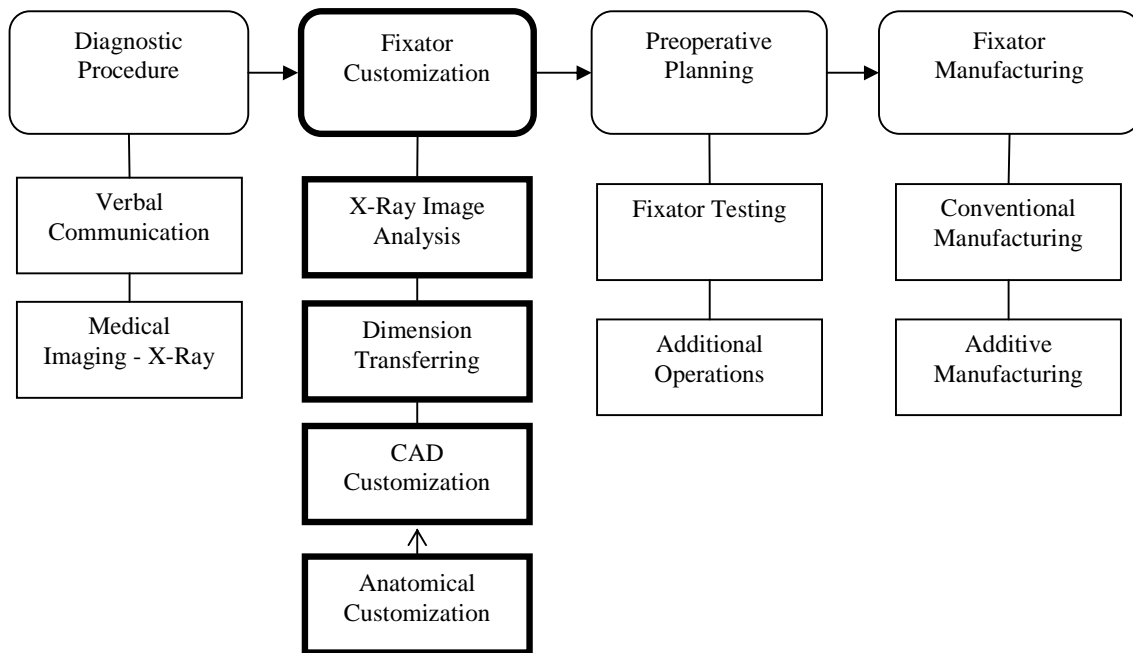 Diagnostic
Procedure
Fixator
Customization
Preoperative
Planning
Fixator
Manufacturing
Verbal
Communication
X-Ray Image
Analysis
Fixator Testing
Conventional
Manufacturing
Medical
Imaging - X-Ray
Dimension
Transferring
Additional
Operations
Additive
Manufacturing
CAD
Customization
Anatomical
Customization